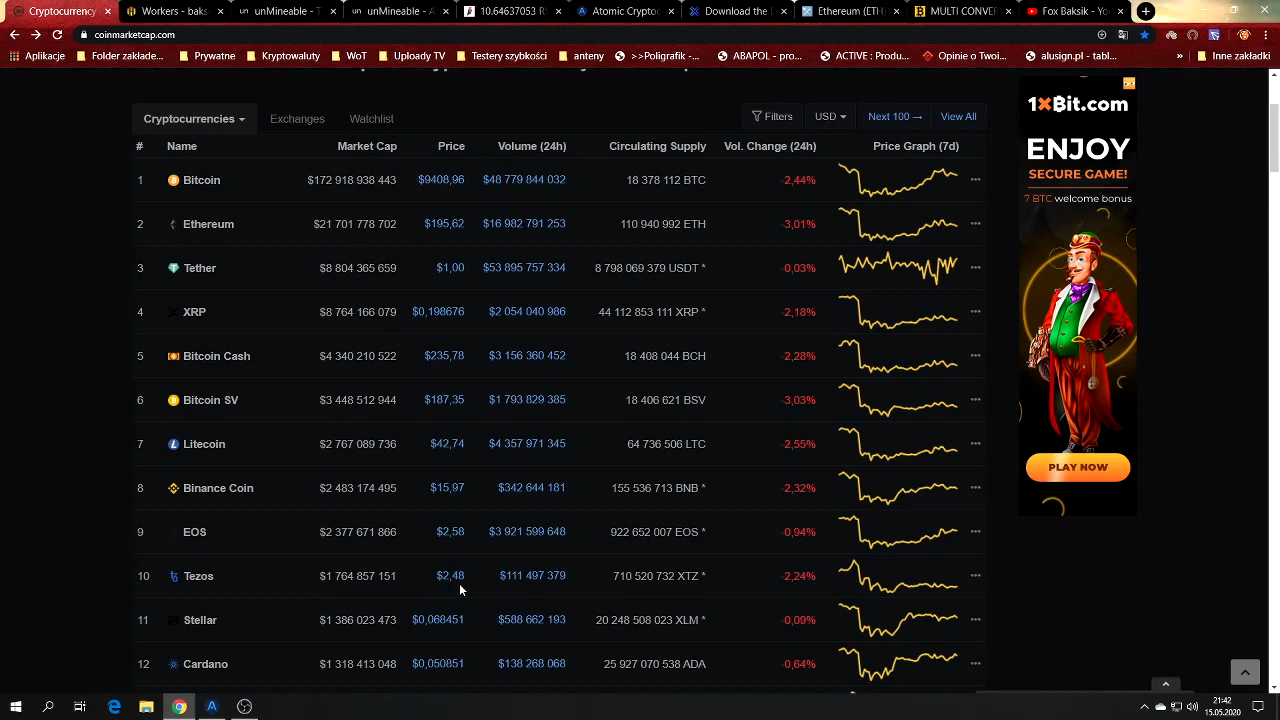 Cryptocurrency
Workers - baks
unMineable - T
unMineable - A
10.64637053 RV
Atomic Cryptoc
Download the l
Ethereum (ETH)
MULTI CONVER
Fox Baksik - Yo
coinmarketcap.com
Aplikacje
Folder zakładek...
Prywatne
Kryptowaluty
WoT
Uploady TV
Testery szybkości
anteny
>>Poligrafik -...
ABAPOL - pro...
ACTIVE : Produ...
Opinie o Twoi...
alusign.pl - tabl...
»
Inne zakładki
Cryptocurrencies
Exchanges
Watchlist
Filters
USD
Next 100 →
View All
# Name Market Cap Price Volume (24h) Circulating Supply Vol. Change (24h) Price Graph (7d)
1 Bitcoin $172 918 938 443 $9408,96 $48 779 844 032 18 378 112 BTC -2,44%
2 Ethereum $21 701 778 702 $195,62 $16 982 791 253 110 940 992 ETH -3,01%
3 Tether $8 804 365 659 $1,00 $53 895 757 334 8 798 069 379 USDT * -0,03%
4 XRP $8 764 166 079 $0,198676 $2 054 040 986 44 112 853 111 XRP * -2,18%
5 Bitcoin Cash $4 340 210 522 $235,78 $3 156 360 452 18 408 044 BCH -2,28%
6 Bitcoin SV $3 448 512 944 $187,35 $1 793 829 385 18 406 621 BSV -3,03%
7 Litecoin $2 767 089 736 $42,74 $4 357 971 345 64 736 506 LTC -2,55%
8 Binance Coin $2 483 174 495 $15,97 $342 644 181 155 536 713 BNB * -2,32%
9 EOS $2 377 671 866 $2,58 $3 921 599 648 922 652 007 EOS * -0,94%
10 Tezos $1 764 857 151 $2,48 $111 497 379 710 520 732 XTZ * -2,24%
11 Stellar $1 386 023 473 $0,068451 $588 662 193 20 248 508 023 XLM * -0,09%
12 Cardano $1 318 413 048 $0,050851 $138 268 068 25 927 070 538 ADA -0,64%
1xBit.com
ENJOY
SECURE GAME!
7 BTC welcome bonus
PLAY NOW
21:42
15.05.2020